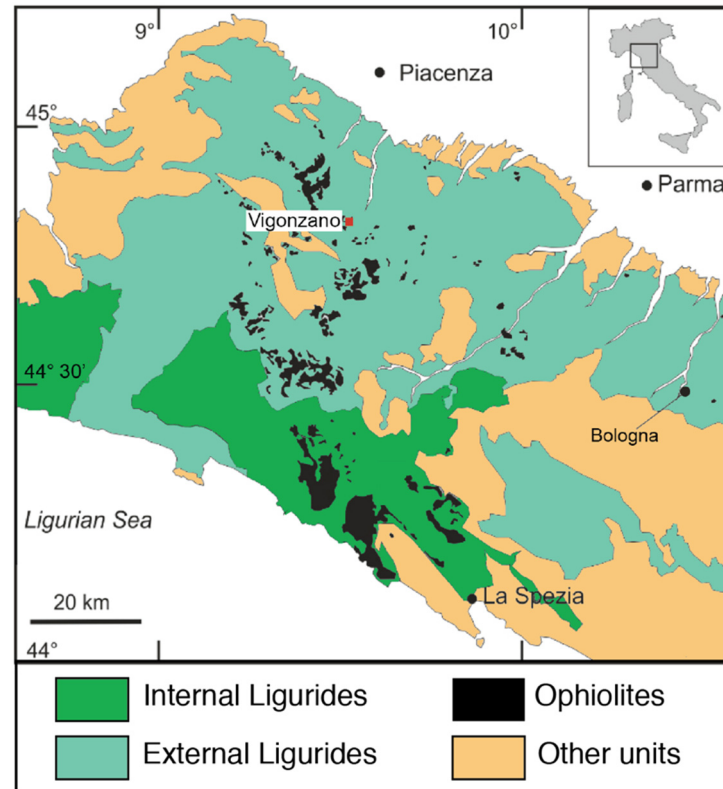 9°
10°
Piacenza
45°
Parma
Vigonzano
44° 30'
Bologna
Ligurian Sea
20 km
La Spezia
44°
Internal Ligurides
Ophiolites
External Ligurides
Other units